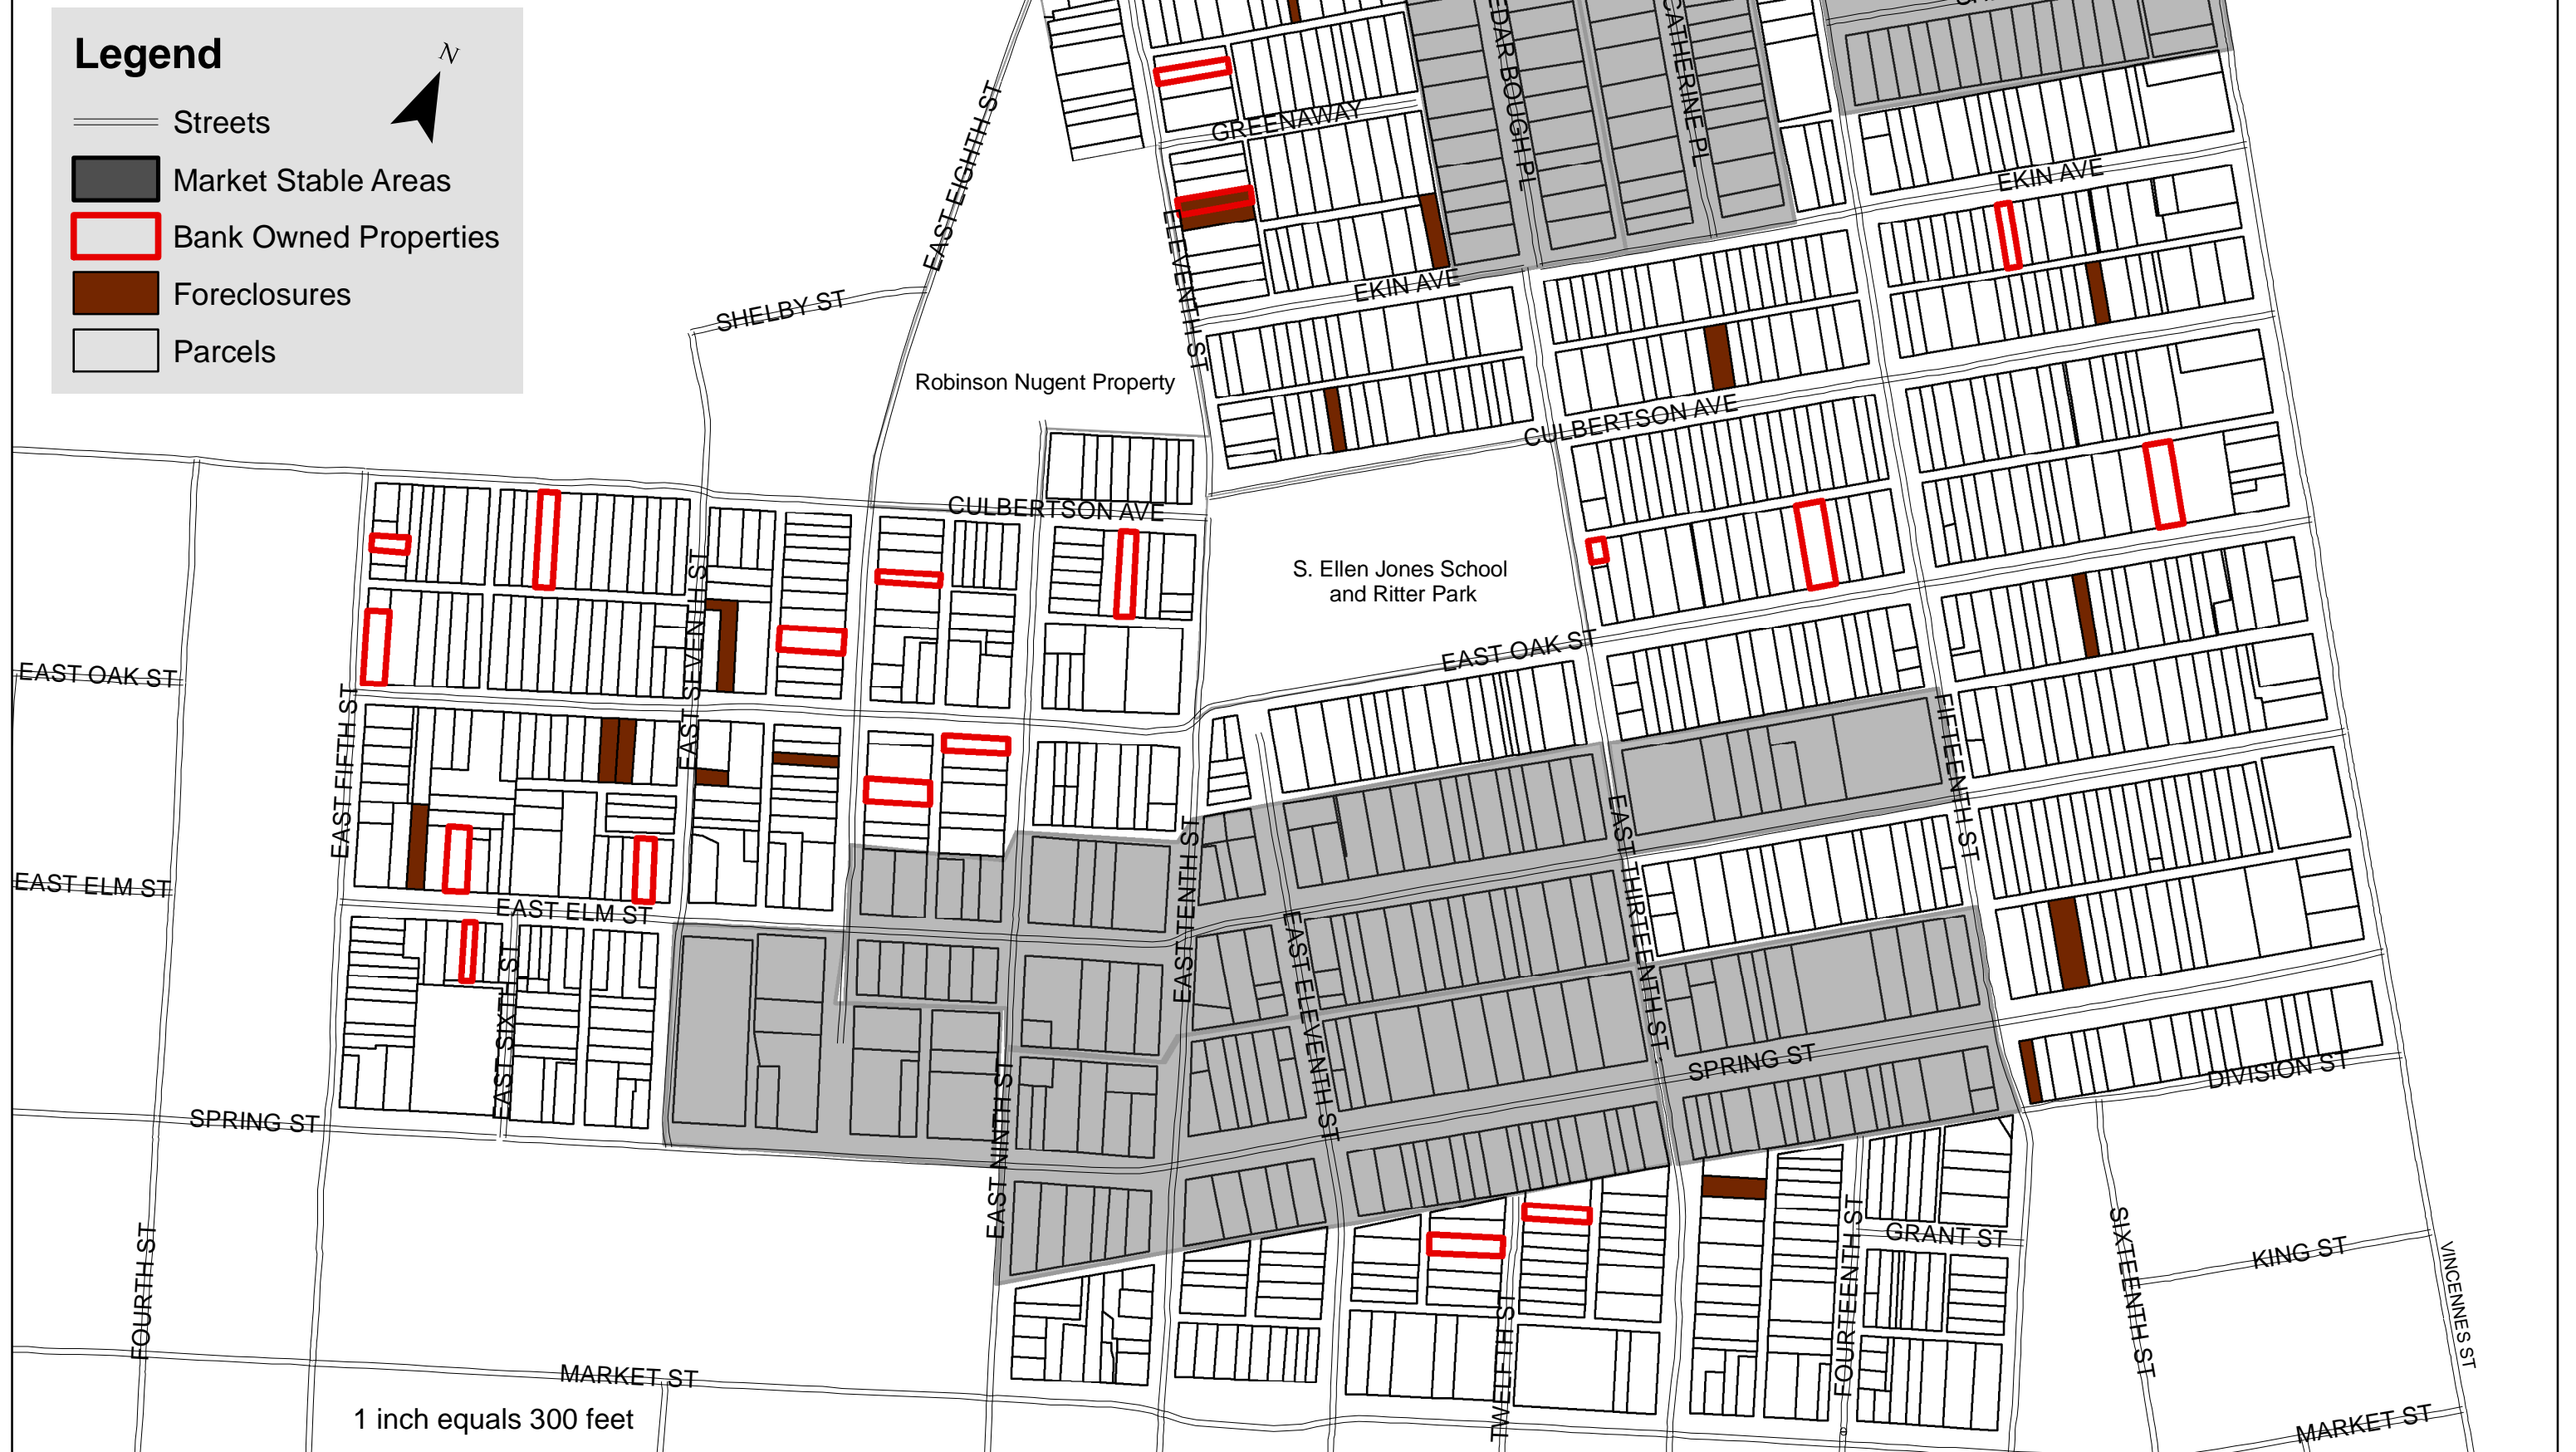 Legend
N
Streets
Market Stable Areas
Bank Owned Properties
Foreclosures
Parcels
EDAR BOUGH PL
CATHERINE PL
GREENAWAY
EAST EIGHTH ST
ELEVENTH ST
EKIN AVE
EKIN AVE
SHELBY ST
Robinson Nugent Property
CULBERTSON AVE
CULBERTSON AVE
S. Ellen Jones School
and Ritter Park
EAST OAK ST
EAST OAK ST
EAST SEVENTH ST
EAST FIFTH ST
FIFTEENTH ST
EAST ELM ST
EAST ELM ST
EAST TENTH ST
EAST THIRTEENTH ST
EAST ELEVENTH ST
EAST SIXTH ST
SPRING ST
SPRING ST
DIVISION ST
EAST NINTH ST
FOURTH ST
GRANT ST
FOURTEENTH ST
SIXTEENTH ST
KING ST
VINCENNES ST
TWELFTH ST
MARKET ST
MARKET ST
1 inch equals 300 feet